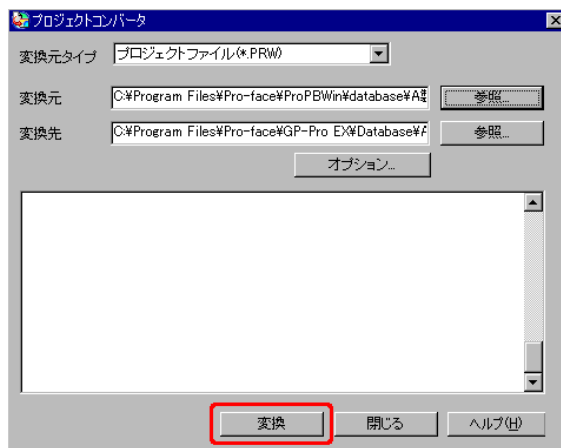 プロジェクトコンバータ
変換元タイプ プロジェクトファイル(*.PRW)
変換元 C:¥Program Files¥Pro-face¥ProPBWin¥database¥A 参照...
変換先 C:¥Program Files¥Pro-face¥GP-Pro EX¥Database¥A 参照...
オプション...
変換 閉じる ヘルプ(H)